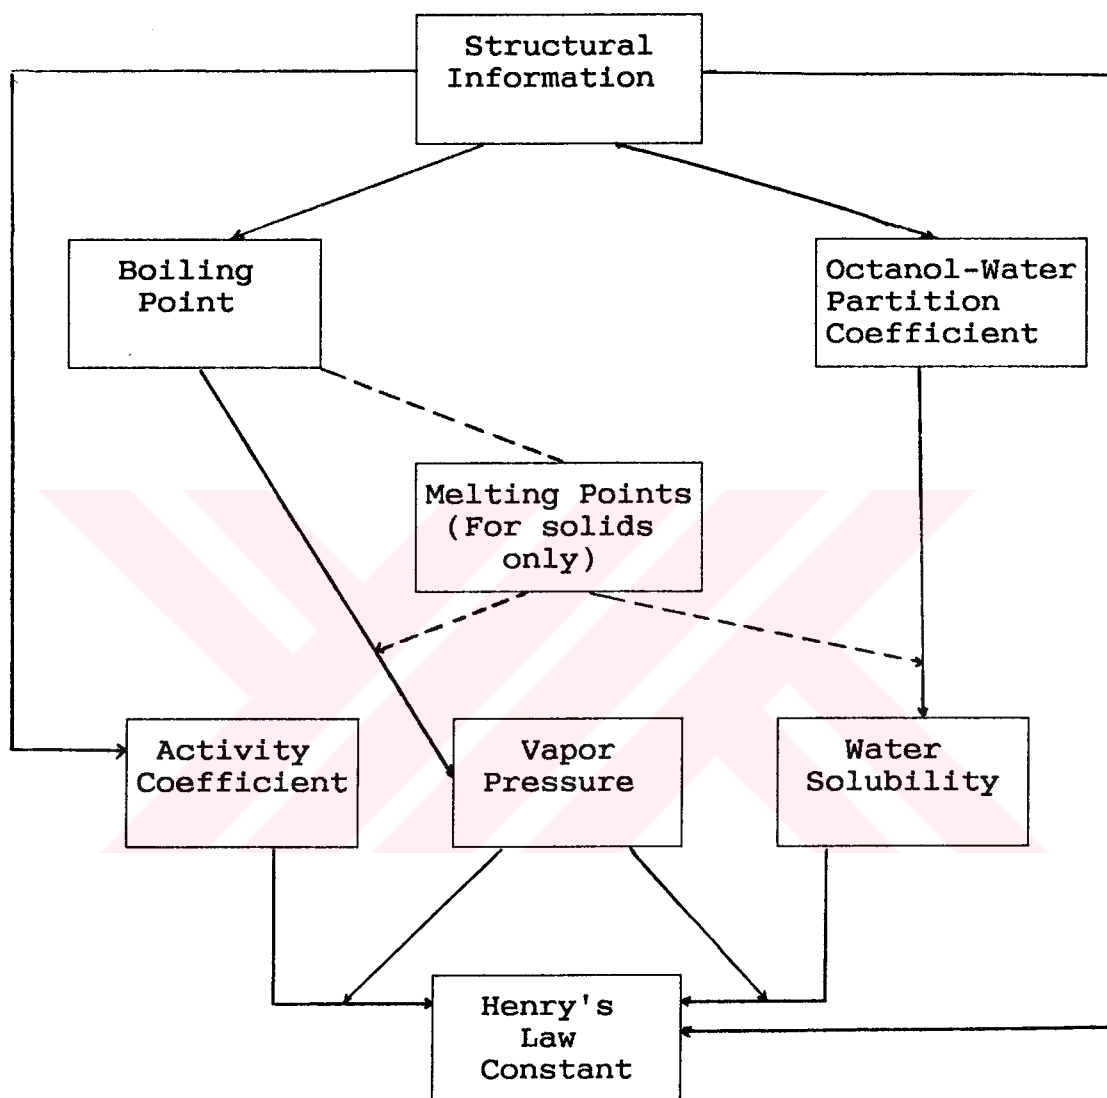 Structural
Information
Boiling
Point
Octanol-Water
Partition
Coefficient
Melting Points
(For solids
only)
Activity
Coefficient
Vapor
Pressure
Water
Solubility
Henry's
Law
Constant